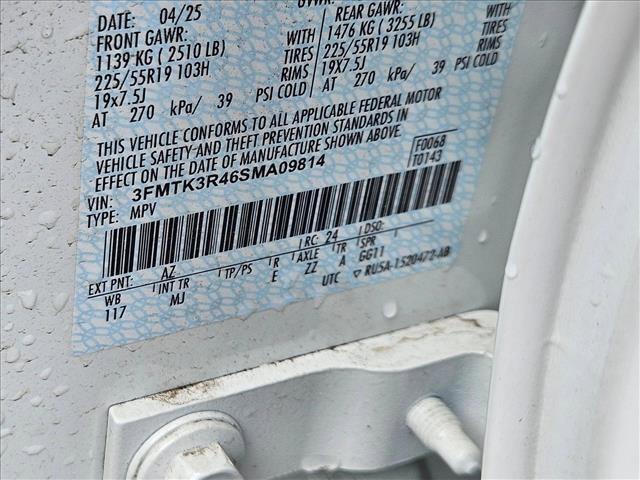 DATE: 04/25
GVWR:
FRONT GAWR:
1139 KG ( 2510 LB) WITH
225/55R19 103H TIRES
19x7.5J RIMS
AT 270 kPa/ 39 PSI COLD
REAR GAWR:
1476 KG ( 3255 LB) WITH
225/55R19 103H TIRES
19x7.5J RIMS
AT 270 kPa/ 39 PSI COLD
THIS VEHICLE CONFORMS TO ALL APPLICABLE FEDERAL MOTOR
VEHICLE SAFETY AND THEFT PREVENTION STANDARDS IN
EFFECT ON THE DATE OF MANUFACTURE SHOWN ABOVE.
VIN: 3FMTK3R46SMA09814
TYPE: MPV
F0068
T0143
EXT PNT: AZ RC: 24 DSO:
WB INT TR TP/PS R AXLE TR SPR
117 MJ E ZZ A GG11
UTC ▽ RU5A-1520472-AB